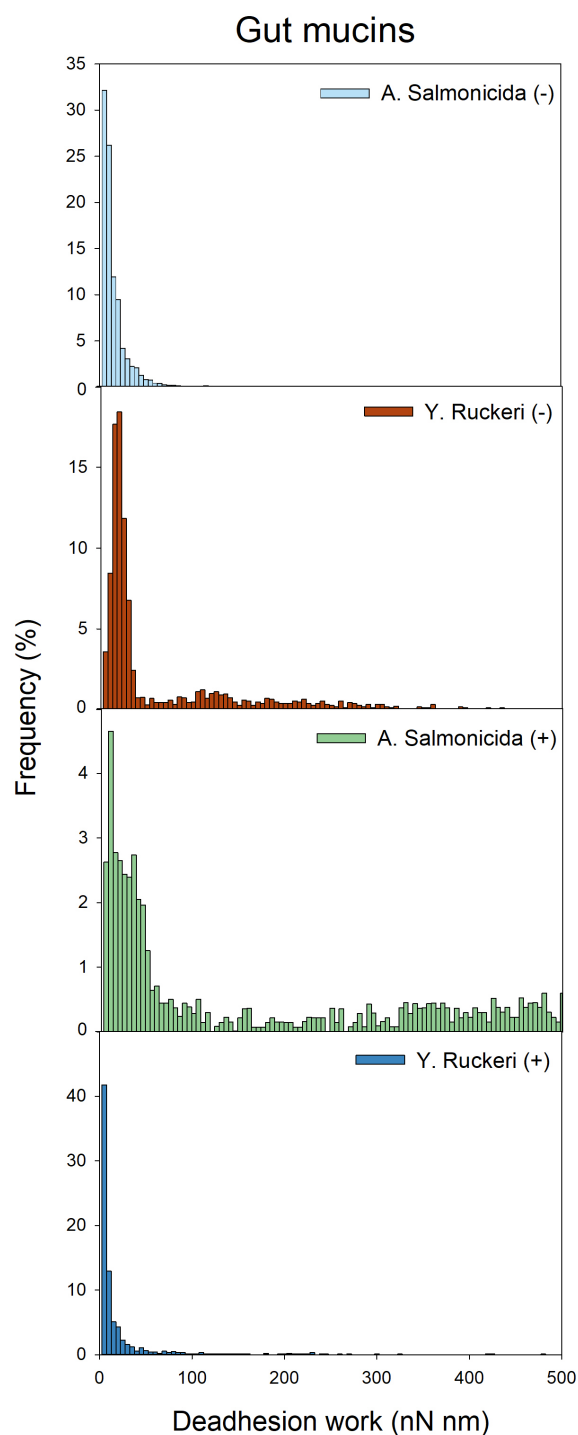 Gut mucins
35
A. Salmonicida (-)
30
25
20
15
10
5
0
Y. Ruckeri (-)
15
10
5
0
Frequency (%)
A. Salmonicida (+)
4
3
2
1
0
Y. Ruckeri (+)
40
30
20
10
0
0 100 200 300 400 500
Deadhesion work (nN nm)